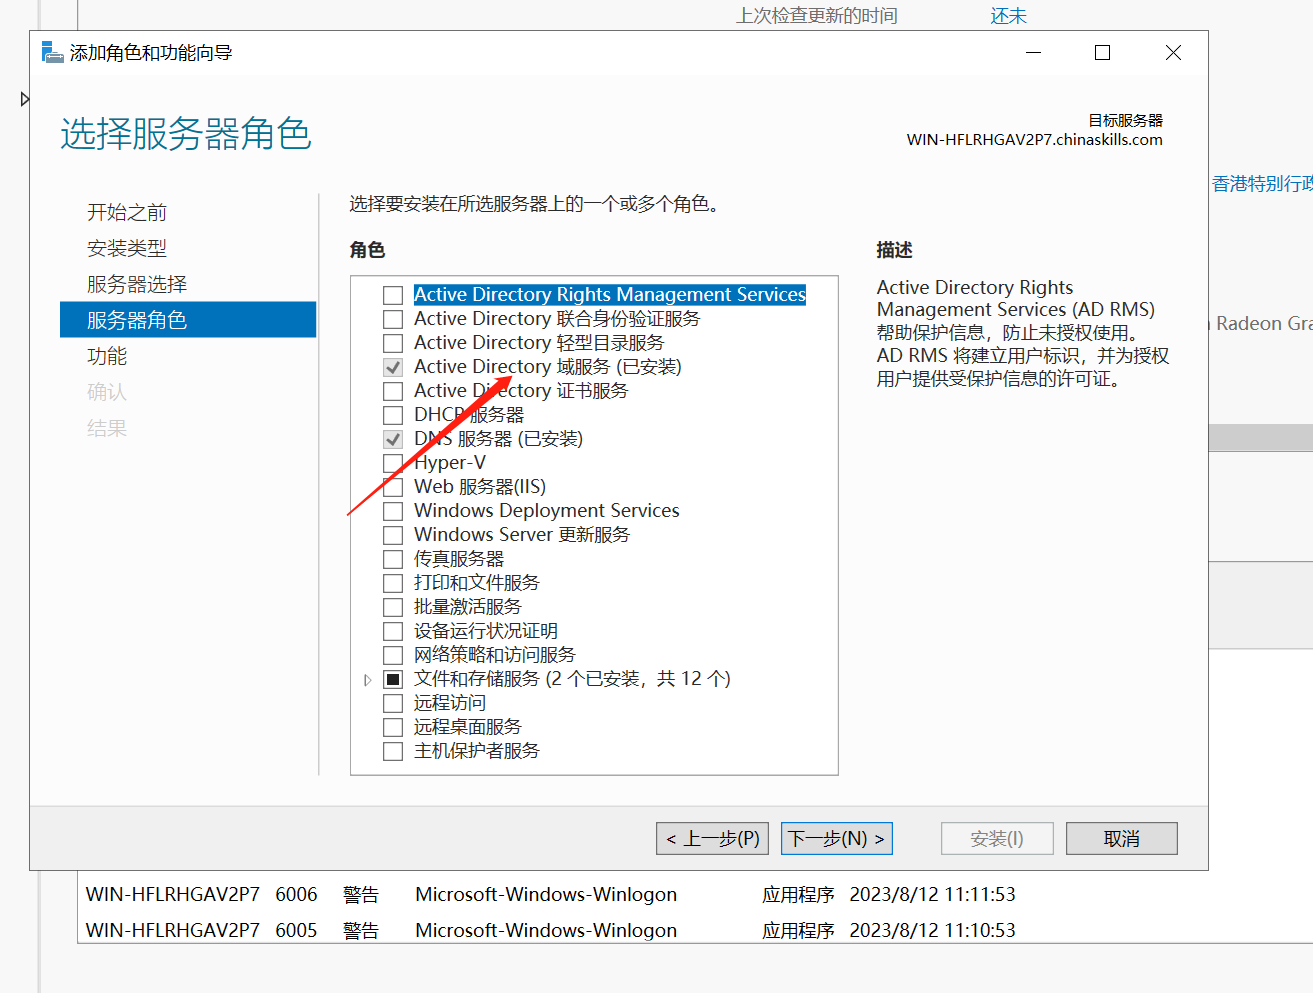 上次检查更新的时间 还未
添加角色和功能向导
选择服务器角色
目标服务器
WIN-HFLRHGAV2P7.chinaskills.com
香港特别行政
开始之前
安装类型
服务器选择
服务器角色
功能
确认
结果
选择要安装在所选服务器上的一个或多个角色。
角色
Active Directory Rights Management Services
Active Directory 联合身份验证服务
Active Directory 轻型目录服务
Active Directory 域服务 (已安装)
Active Directory 证书服务
DHCP 服务器
DNS 服务器 (已安装)
Hyper-V
Web 服务器(IIS)
Windows Deployment Services
Windows Server 更新服务
传真服务器
打印和文件服务
批量激活服务
设备运行状况证明
网络策略和访问服务
文件和存储服务 (2 个已安装，共 12 个)
远程访问
远程桌面服务
主机保护者服务
描述
Active Directory Rights
Management Services (AD RMS)
帮助保护信息，防止未授权使用。
AD RMS 将建立用户标识，并为授权
用户提供受保护信息的许可证。
Radeon Gra
< 上一步(P) 下一步(N) > 安装(I) 取消
WIN-HFLRHGAV2P7 6006 警告 Microsoft-Windows-Winlogon 应用程序 2023/8/12 11:11:53
WIN-HFLRHGAV2P7 6005 警告 Microsoft-Windows-Winlogon 应用程序 2023/8/12 11:10:53